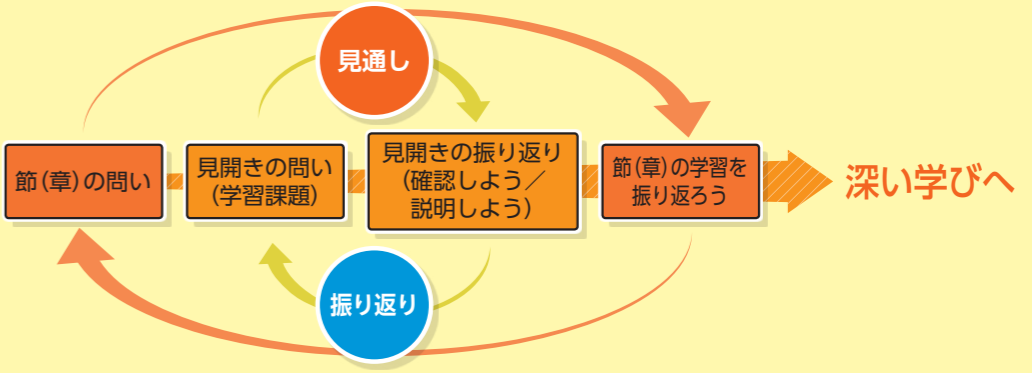 見通し
節(章)の問い
見開きの問い
(学習課題)
見開きの振り返り
(確認しよう／
説明しよう)
節(章)の学習を
振り返ろう
深い学びへ
振り返り